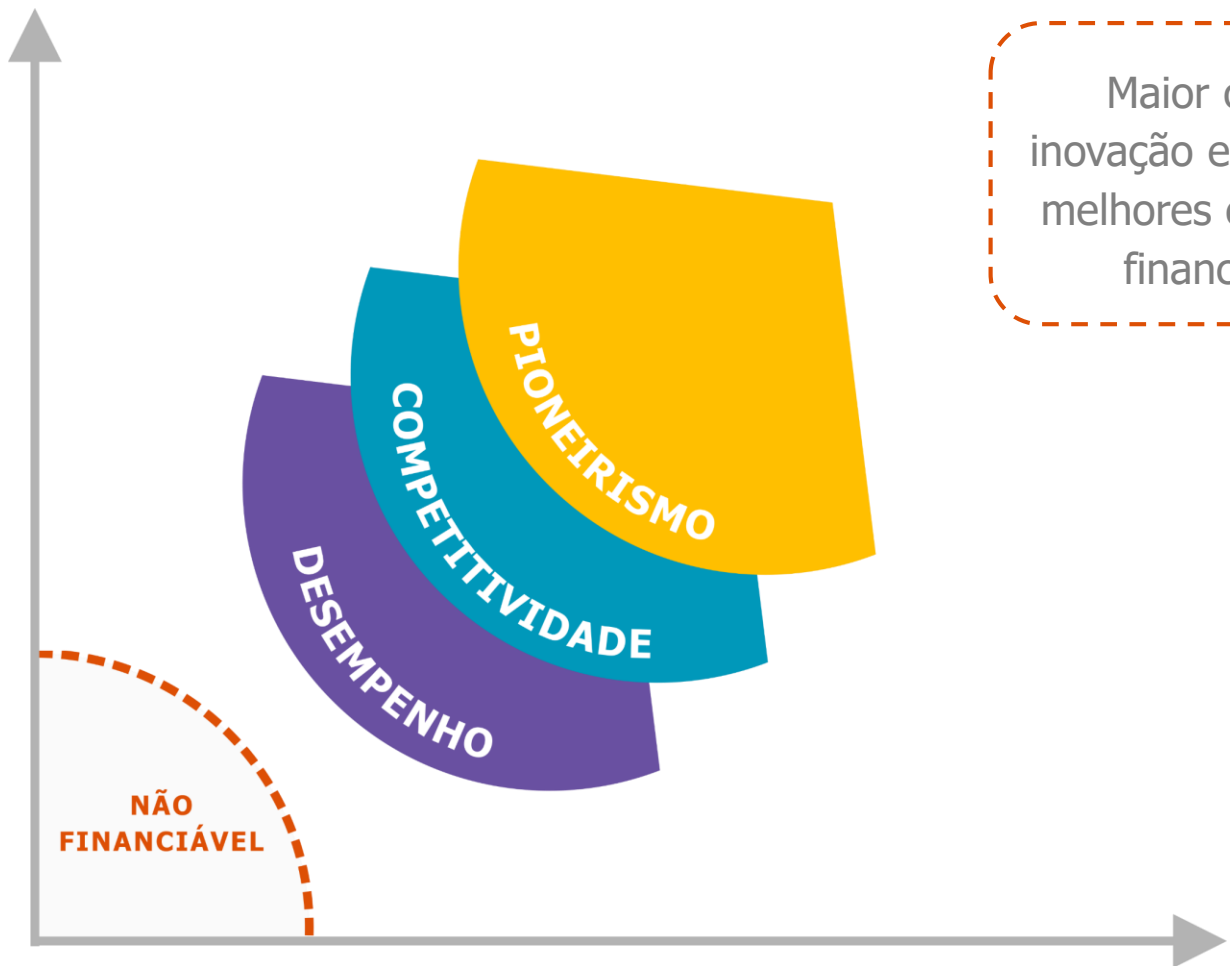 Maior
inovação e
melhores
financ
PIONEIRISMO
COMPETITIVIDADE
DESEMPENHO
NÃO
FINANCIÁVEL